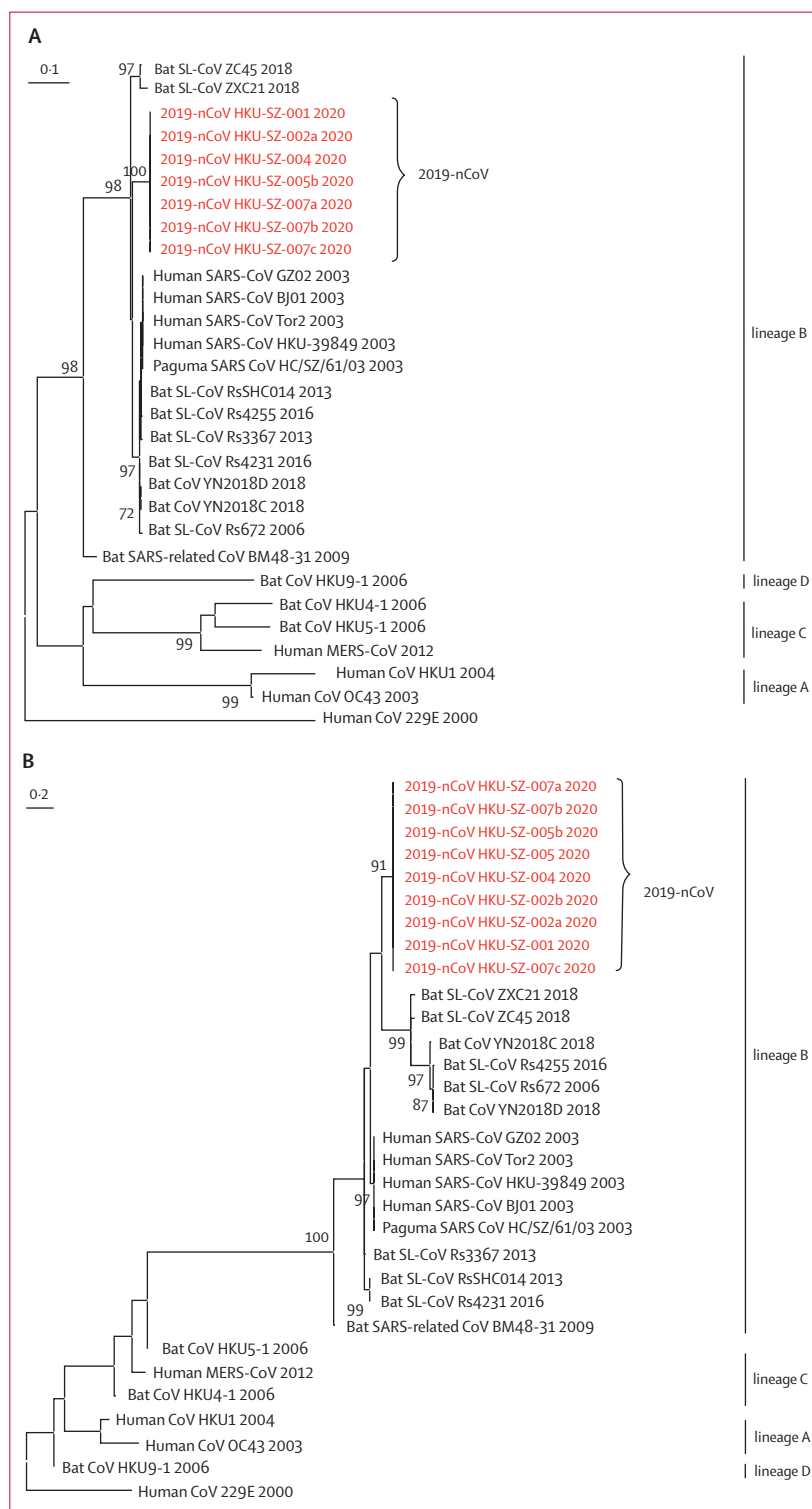 A
0·1
97
Bat SL-CoV ZC45 2018
Bat SL-CoV ZXC21 2018
2019-nCoV HKU-SZ-001 2020
2019-nCoV HKU-SZ-002a 2020
2019-nCoV HKU-SZ-004 2020
100
2019-nCoV HKU-SZ-005b 2020
2019-nCoV
98
2019-nCoV HKU-SZ-007a 2020
2019-nCoV HKU-SZ-007b 2020
2019-nCoV HKU-SZ-007c 2020
Human SARS-CoV GZ02 2003
Human SARS-CoV BJ01 2003
Human SARS-CoV Tor2 2003
lineage B
Human SARS-CoV HKU-39849 2003
98
Paguma SARS CoV HC/SZ/61/03 2003
Bat SL-CoV RsSHC014 2013
Bat SL-CoV Rs4255 2016
Bat SL-CoV Rs3367 2013
Bat SL-CoV Rs4231 2016
97
Bat CoV YN2018D 2018
Bat CoV YN2018C 2018
72
Bat SL-CoV Rs672 2006
Bat SARS-related CoV BM48-31 2009
Bat CoV HKU9-1 2006
lineage D
Bat CoV HKU4-1 2006
Bat CoV HKU5-1 2006
lineage C
99
Human MERS-CoV 2012
Human CoV HKU1 2004
lineage A
99
Human CoV OC43 2003
Human CoV 229E 2000
B
0·2
2019-nCoV HKU-SZ-007a 2020
2019-nCoV HKU-SZ-007b 2020
2019-nCoV HKU-SZ-005b 2020
2019-nCoV HKU-SZ-005 2020
91
2019-nCoV HKU-SZ-004 2020
2019-nCoV
2019-nCoV HKU-SZ-002b 2020
2019-nCoV HKU-SZ-002a 2020
2019-nCoV HKU-SZ-001 2020
2019-nCoV HKU-SZ-007c 2020
Bat SL-CoV ZXC21 2018
Bat SL-CoV ZC45 2018
99
Bat CoV YN2018C 2018
lineage B
Bat SL-CoV Rs4255 2016
97
Bat SL-CoV Rs672 2006
87
Bat CoV YN2018D 2018
Human SARS-CoV GZ02 2003
Human SARS-CoV Tor2 2003
Human SARS-CoV HKU-39849 2003
97
Human SARS-CoV BJ01 2003
Paguma SARS CoV HC/SZ/61/03 2003
100
Bat SL-CoV Rs3367 2013
Bat SL-CoV RsSHC014 2013
Bat SL-CoV Rs4231 2016
99
Bat SARS-related CoV BM48-31 2009
Bat CoV HKU5-1 2006
Human MERS-CoV 2012
lineage C
Bat CoV HKU4-1 2006
Human CoV HKU1 2004
lineage A
Human CoV OC43 2003
Bat CoV HKU9-1 2006
lineage D
Human CoV 229E 2000